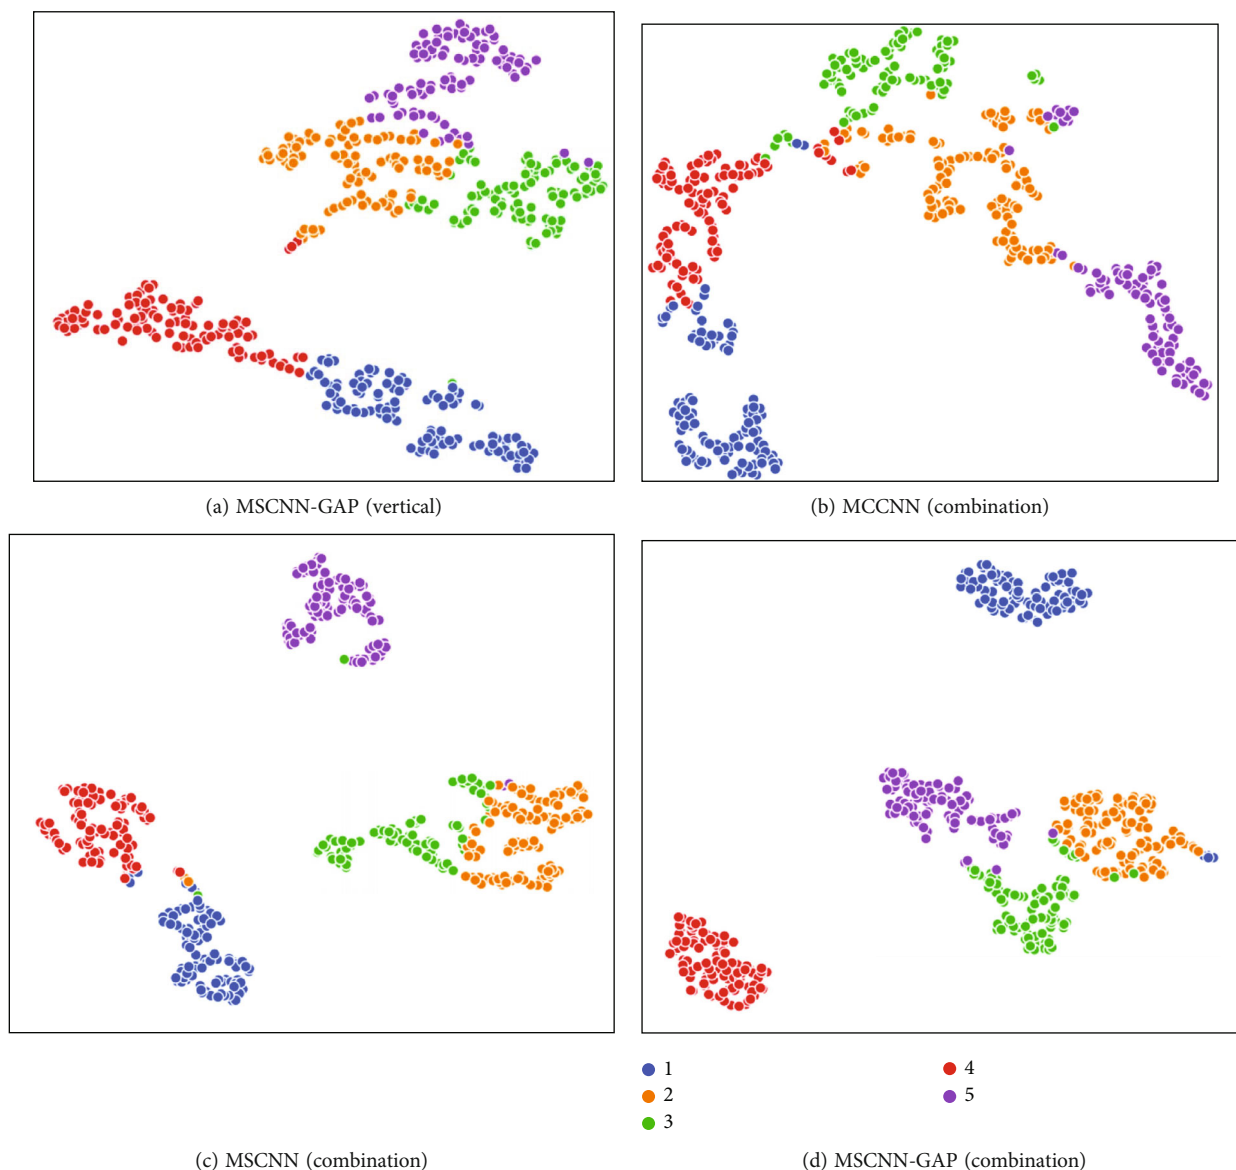 (a) MSCNN-GAP (vertical)
(b) MCCNN (combination)
1
2
3
4
5
(c) MSCNN (combination)
(d) MSCNN-GAP (combination)